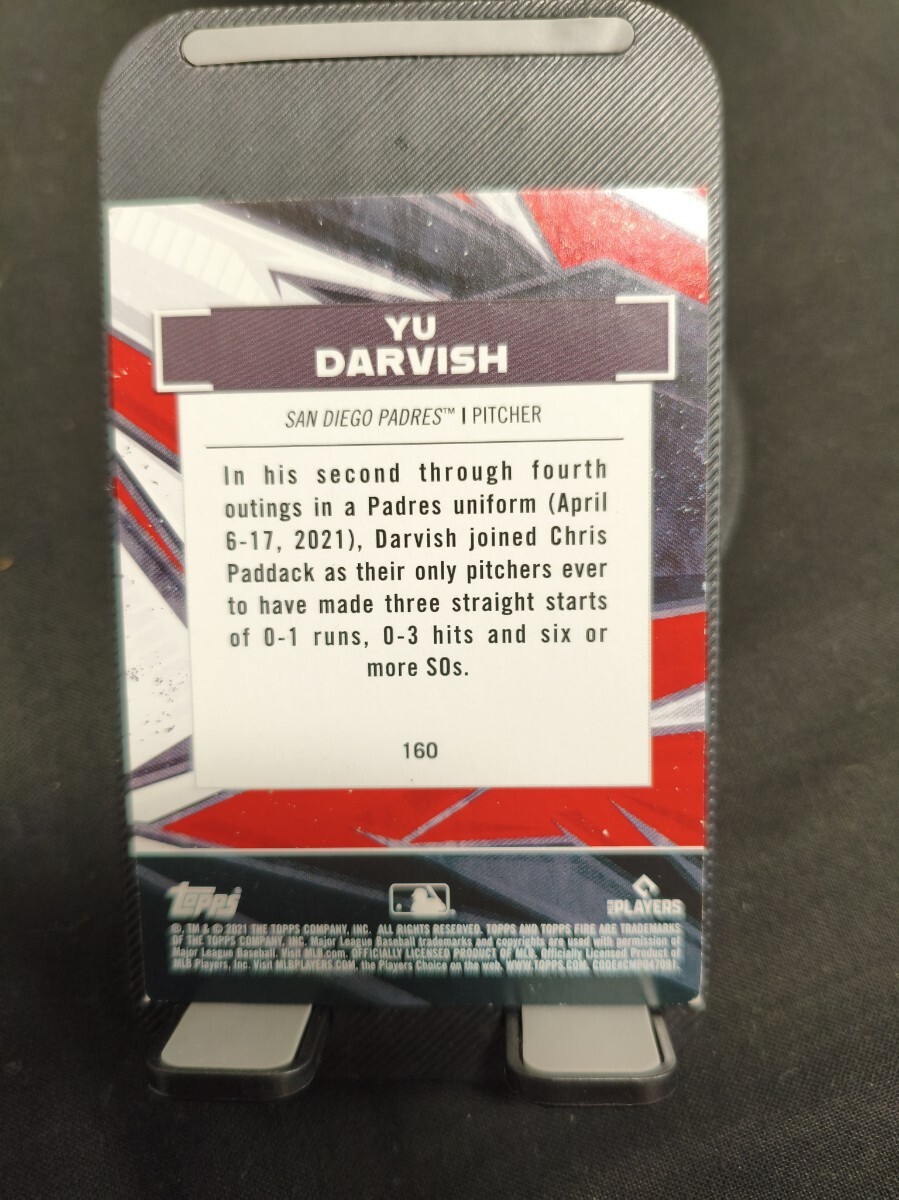 YU
DARVISH
SAN DIEGO PADRES™ | PITCHER
In his second through fourth
outings in a Padres uniform (April
6-17, 2021), Darvish joined Chris
Paddack as their only pitchers ever
to have made three straight starts
of 0-1 runs, 0-3 hits and six or
more SOs.
160
topps
PLAYERS
®, TM & © 2021 THE TOPPS COMPANY, INC. ALL RIGHTS RESERVED. TOPPS AND TOPPS FIRE ARE TRADEMARKS
OF THE TOPPS COMPANY, INC. Major League Baseball trademarks and copyrights are used with permission of
Major League Baseball. Visit MLB.com. OFFICIALLY LICENSED PRODUCT OF MLB. Officially Licensed Product of
MLB Players, Inc. Visit MLBPLAYERS.COM, the Players Choice on the web. WWW.TOPPS.COM.